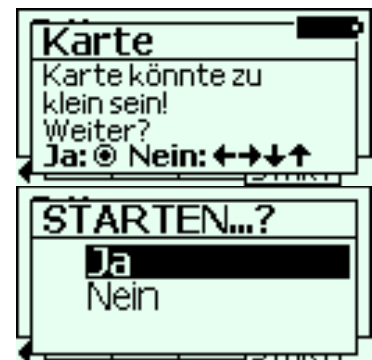 Karte
Karte könnte zu
klein sein!
Weiter?
Ja: ◉ Nein: ←→↓↑
STARTEN...?
Ja
Nein